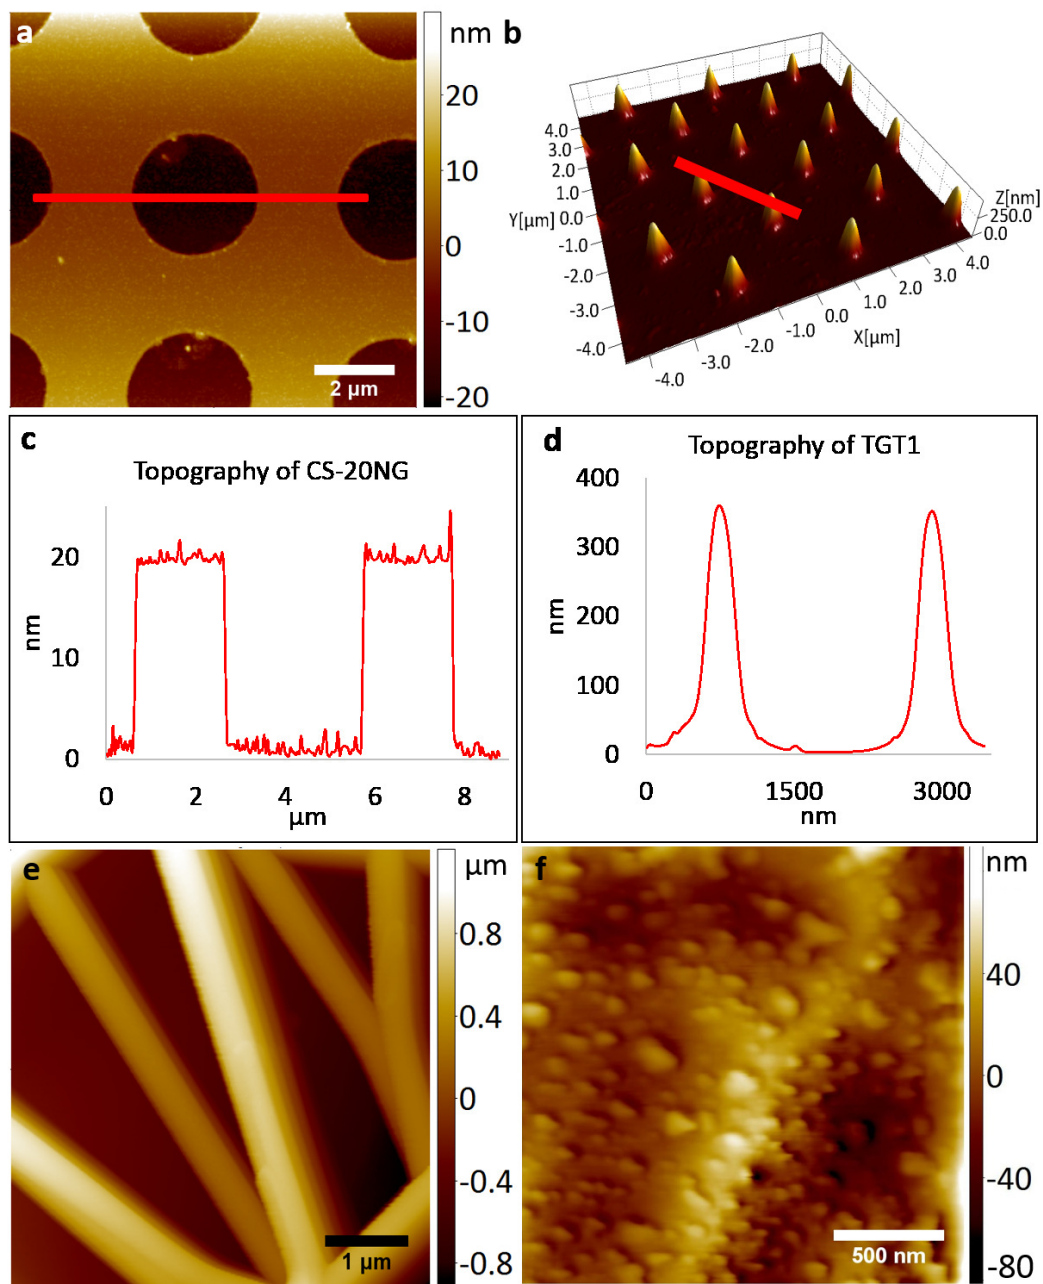 a
nm
20
10
0
-10
-20
2 µm
b
4.0
3.0
2.0
1.0
0.0
-1.0
-2.0
-3.0
-4.0
Y[µm]
Z[nm]
250.0
0.0
-4.0
-3.0
-2.0
-1.0
0.0
1.0
2.0
3.0
4.0
X[µm]
c
Topography of CS-20NG
20
10
0
nm
0 2 4 6 8
µm
d
Topography of TGT1
400
300
200
100
0
nm
0 1500 3000
nm
e
µm
0.8
0.4
0
-0.4
-0.8
1 µm
f
nm
40
0
-40
-80
500 nm